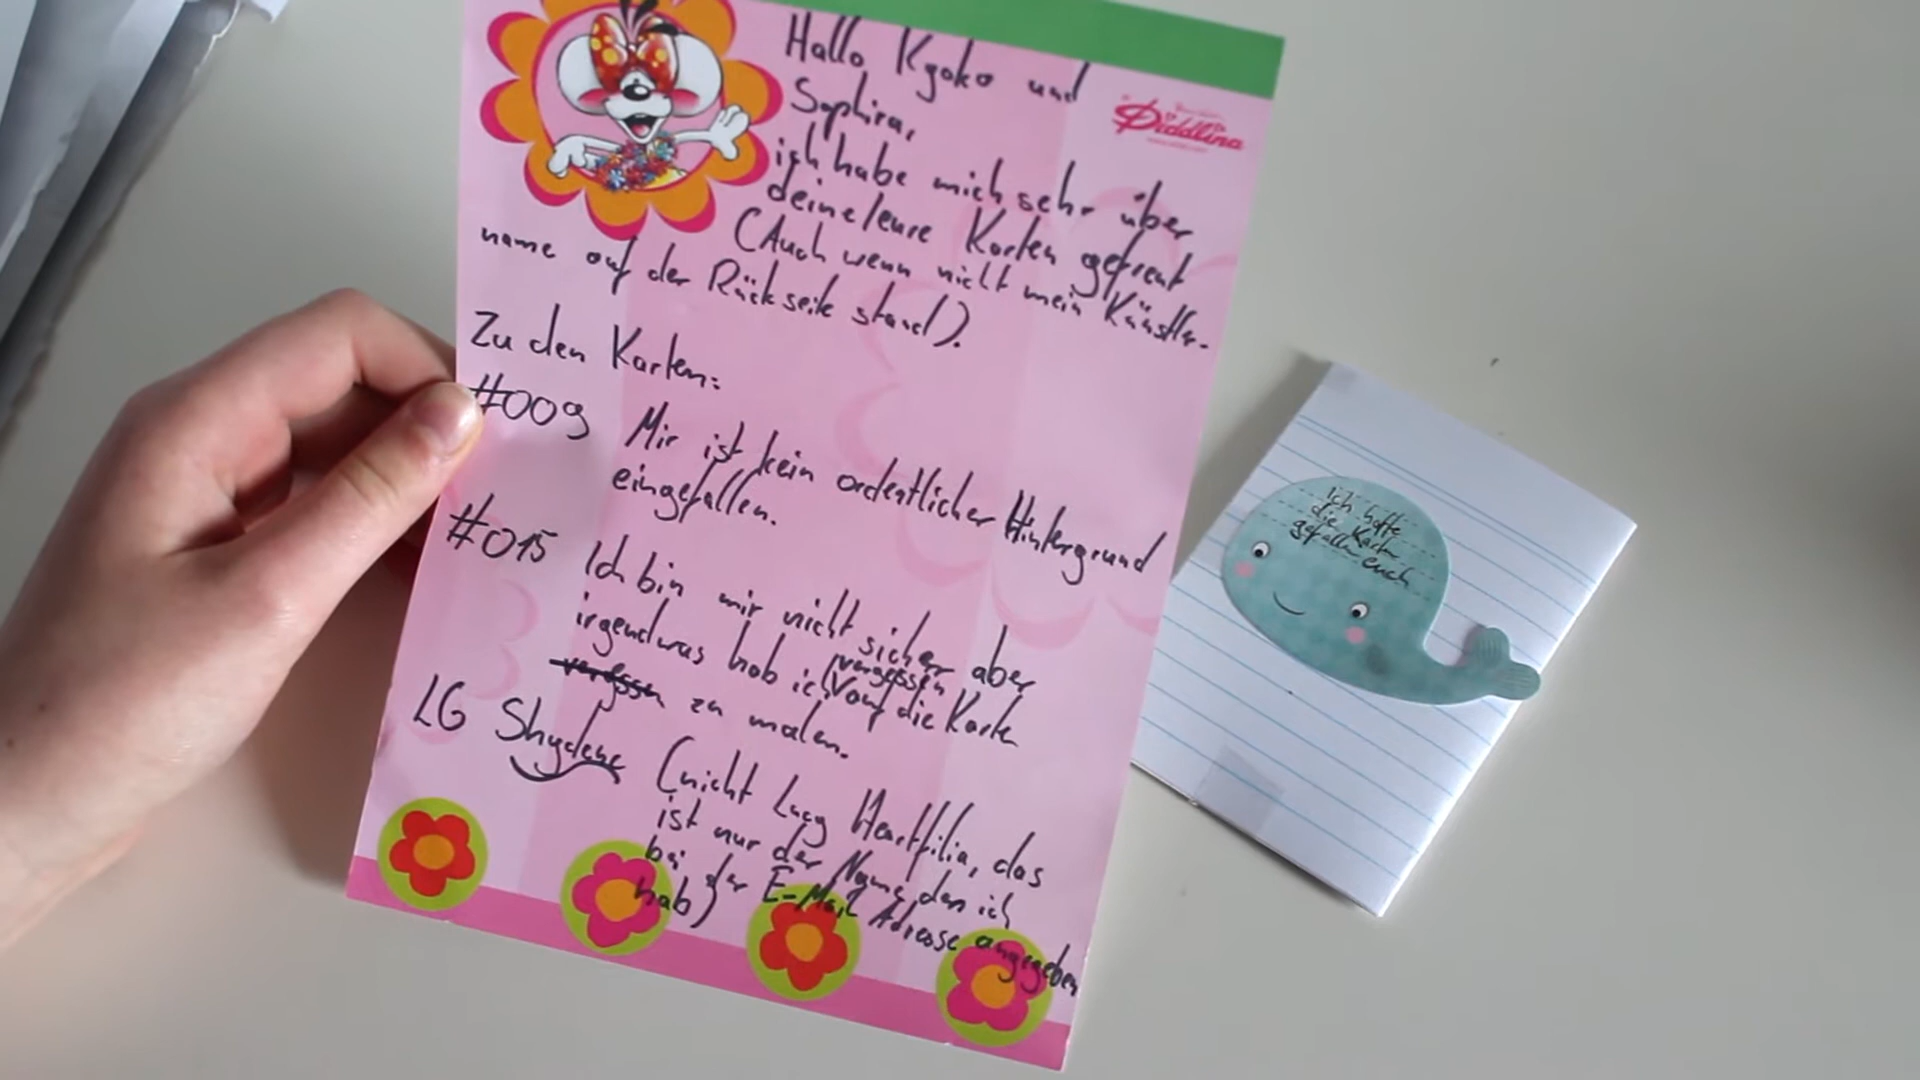 Hallo Kyoko und
Saphira,
ich habe mich sehr über
deine/eure Karten gefreut
(Auch wenn nicht mein Künstler-
name auf der Rückseite stand).
Zu den Karten:
#009 Mir ist kein ordentlicher Hintergrund
eingefallen.
#015 Ich bin mir nicht sicher aber
irgendwas hab ich vergessen auf die Karte
zu malen.
LG (nicht Lucy Heartfilia, das
ist nur der Name den ich
bei der E-Mail Adresse angegeben
hab)
Diddlina
Ich hoffe
die Karten
gefallen euch